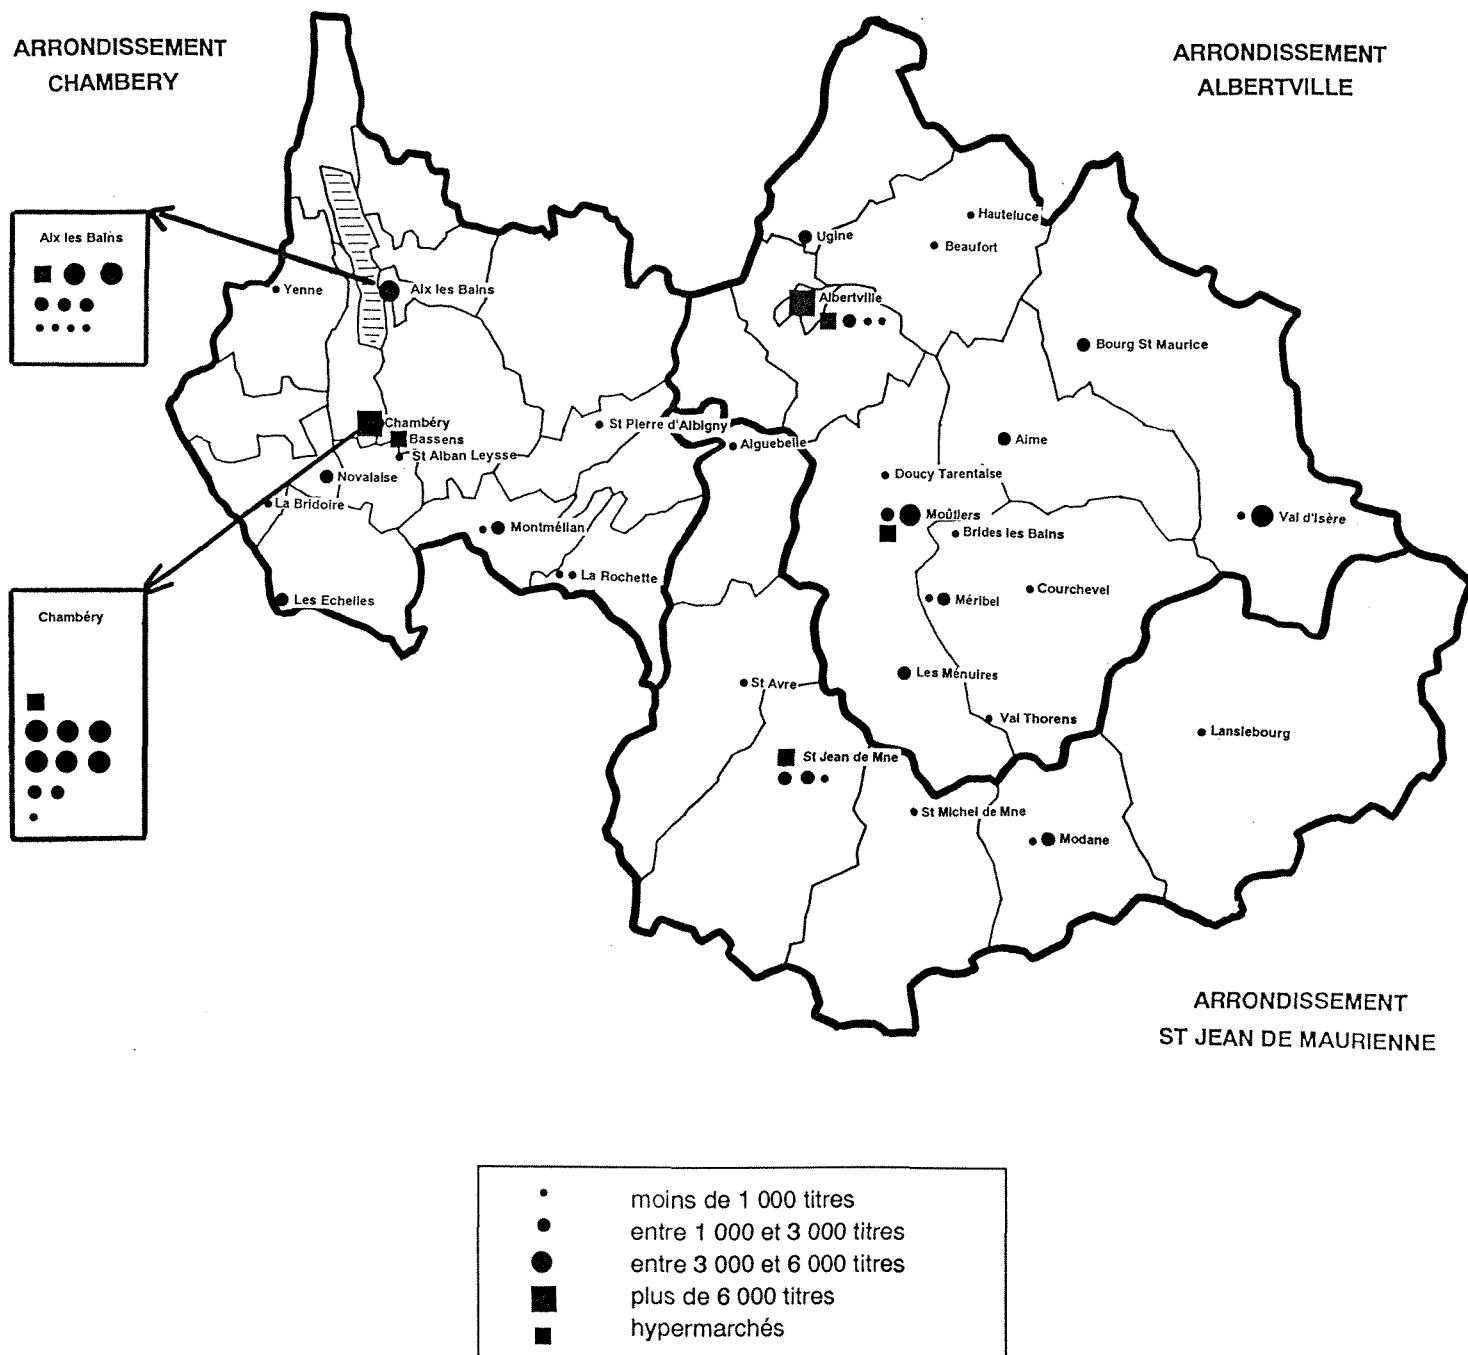 ARRONDISSEMENT
CHAMBERY
ARRONDISSEMENT
ALBERTVILLE
Aix les Bains
Yenne
Aix les Bains
Ugine
Hauteluce
Beaufort
Albertville
Bourg St Maurice
Chambéry
Bassens
St Alban Leysse
St Pierre d'Albigny
Aiguebelle
Aime
Novalaise
La Bridoire
Doucy Tarentaise
Montmélian
Moûtiers
Brides les Bains
Val d'Isère
La Rochette
Courchevel
Les Echelles
Méribel
Chambéry
Les Ménuires
St Avre
Val Thorens
Lanslebourg
St Jean de Mne
St Michel de Mne
Modane
ARRONDISSEMENT
ST JEAN DE MAURIENNE
moins de 1 000 titres
entre 1 000 et 3 000 titres
entre 3 000 et 6 000 titres
plus de 6 000 titres
hypermarchés